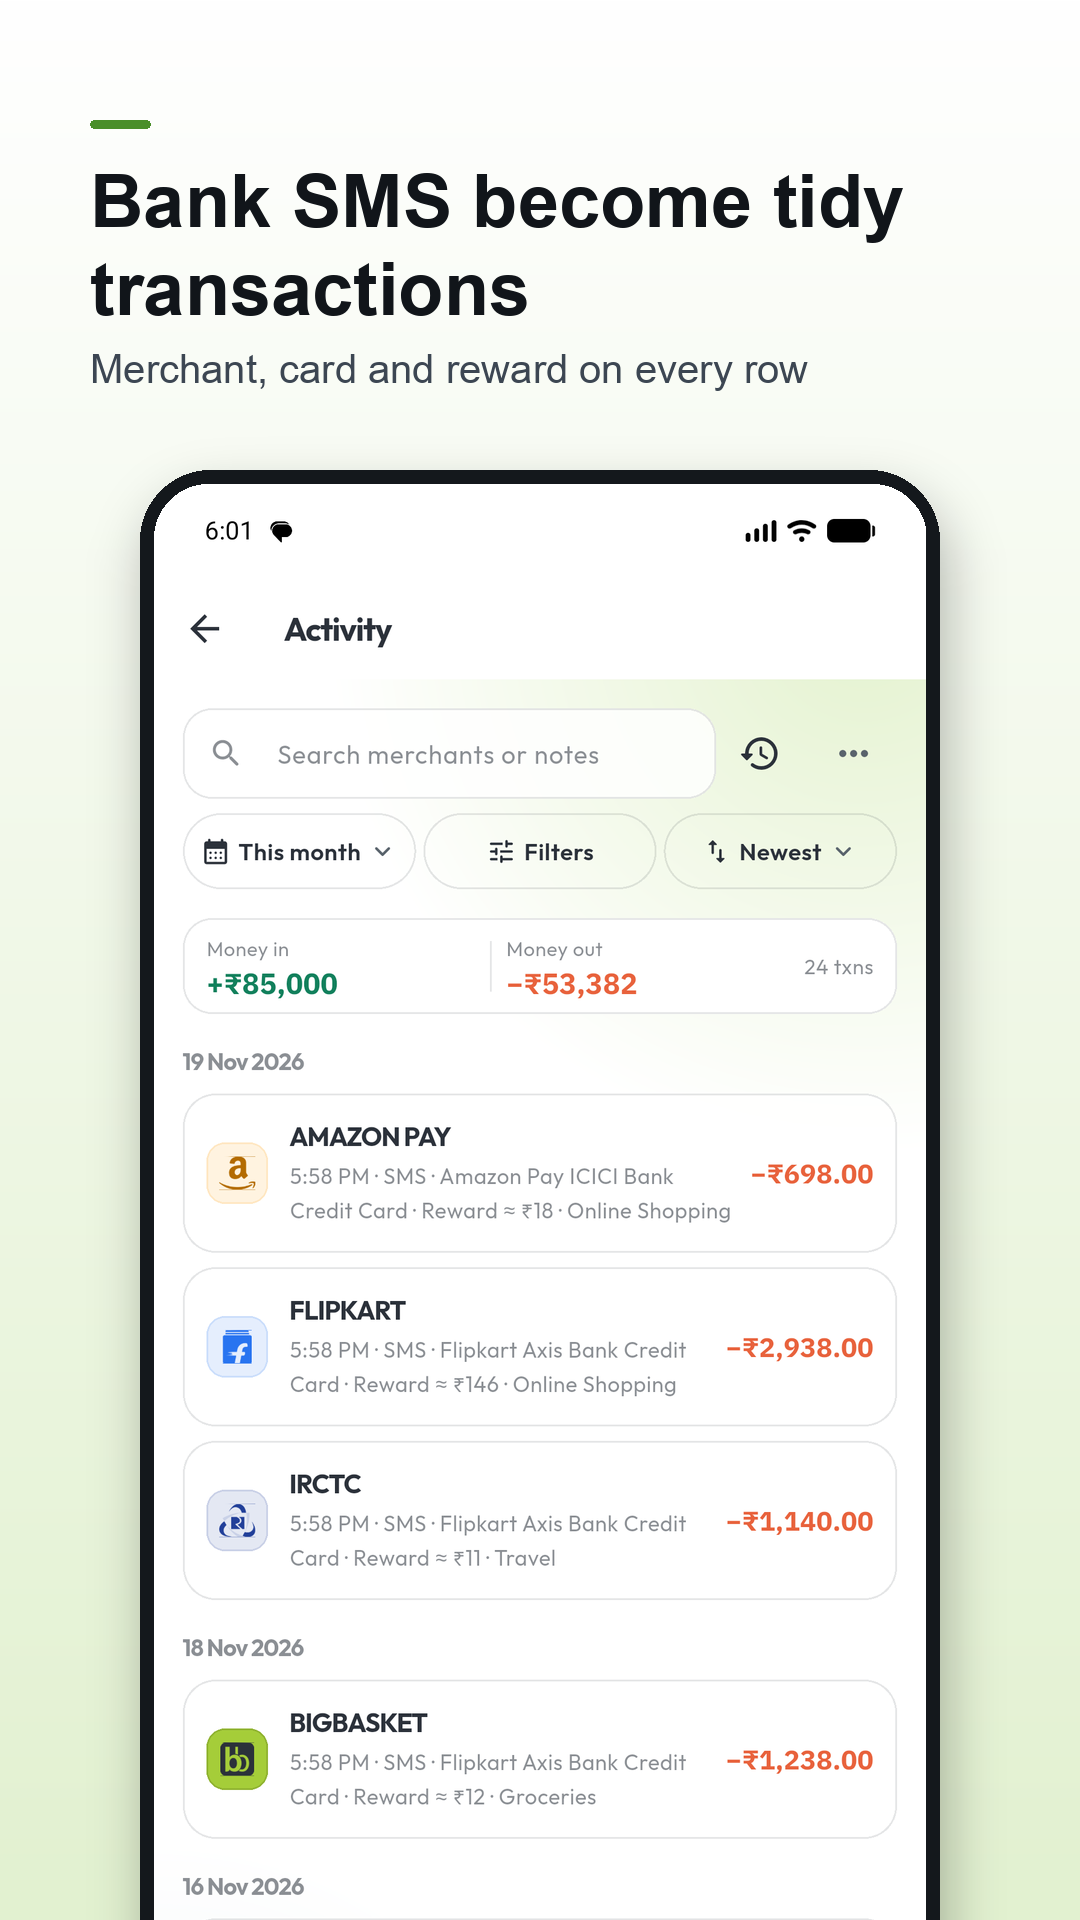 Bank SMS become tidy
transactions
Merchant, card and reward on every row
6:01
Activity
Search merchants or notes
This month
Filters
Newest
Money in
+₹85,000
Money out
−₹53,382
24 txns
19 Nov 2026
AMAZON PAY
5:58 PM · SMS · Amazon Pay ICICI Bank
Credit Card · Reward ≈ ₹18 · Online Shopping
−₹698.00
FLIPKART
5:58 PM · SMS · Flipkart Axis Bank Credit
Card · Reward ≈ ₹146 · Online Shopping
−₹2,938.00
IRCTC
5:58 PM · SMS · Flipkart Axis Bank Credit
Card · Reward ≈ ₹11 · Travel
−₹1,140.00
18 Nov 2026
BIGBASKET
5:58 PM · SMS · Flipkart Axis Bank Credit
Card · Reward ≈ ₹12 · Groceries
−₹1,238.00
16 Nov 2026